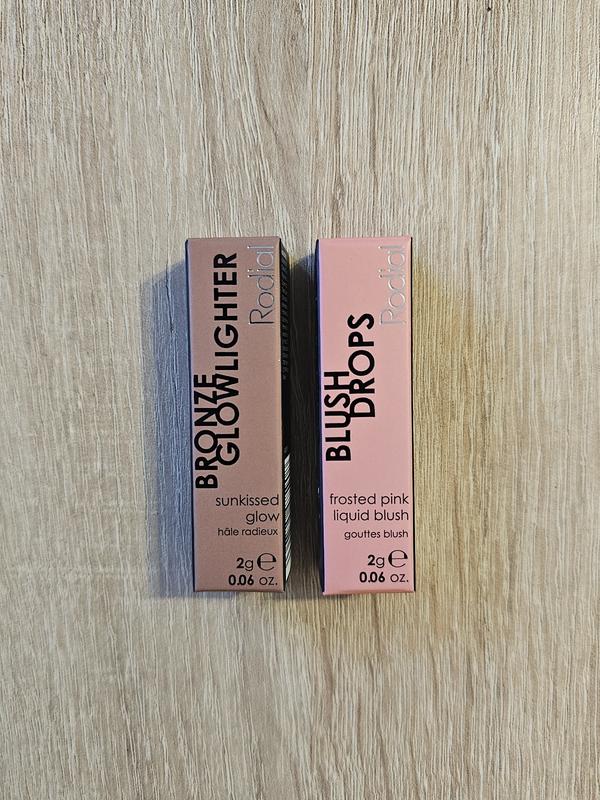 Rodial
BRONZE
GLOWLIGHTER
sunkissed
glow
hâle radieux
2g e
0.06 oz.
Rodial
BLUSH
DROPS
frosted pink
liquid blush
gouttes blush
2g e
0.06 oz.